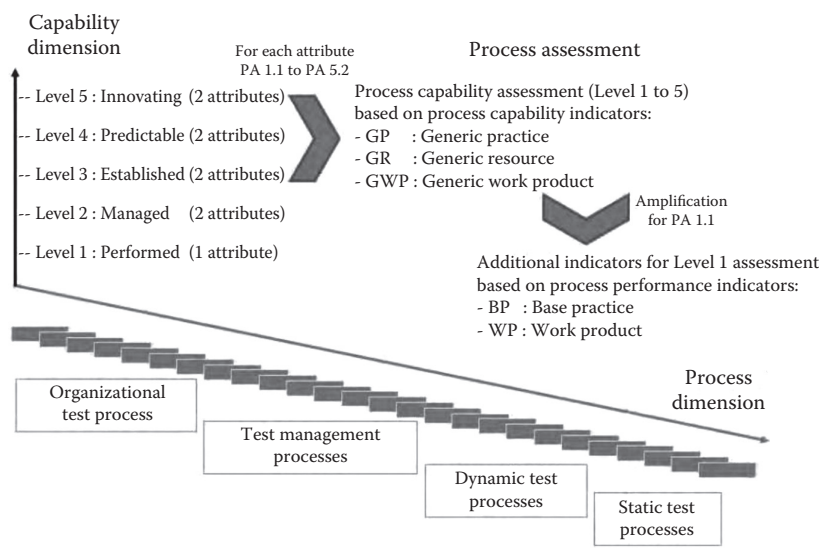 Capability
dimension
For each attribute
PA 1.1 to PA 5.2
Process assessment
-- Level 5 : Innovating (2 attributes)
-- Level 4 : Predictable (2 attributes)
-- Level 3 : Established (2 attributes)
-- Level 2 : Managed (2 attributes)
-- Level 1 : Performed (1 attribute)
Process capability assessment (Level 1 to 5)
based on process capability indicators:
- GP : Generic practice
- GR : Generic resource
- GWP : Generic work product
Amplification
for PA 1.1
Additional indicators for Level 1 assessment
based on process performance indicators:
- BP : Base practice
- WP : Work product
Process
dimension
Organizational
test process
Test management
processes
Dynamic test
processes
Static test
processes